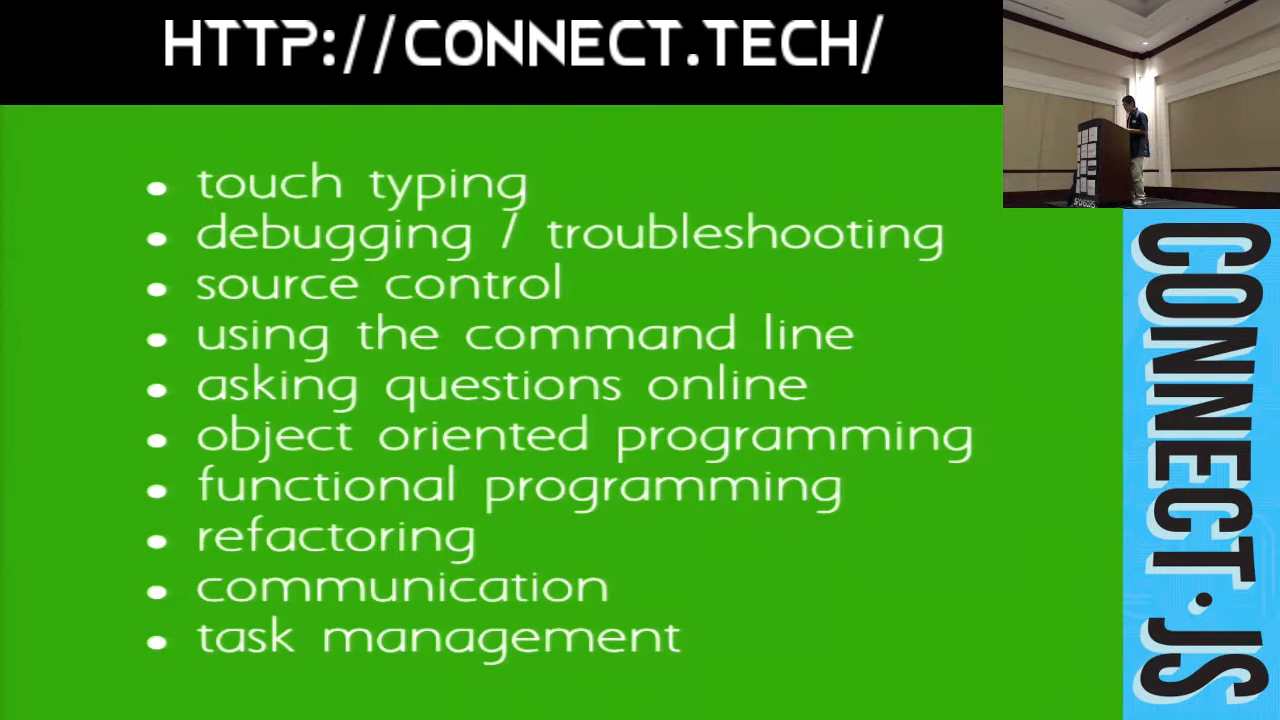 HTTP://CONNECT.TECH/
• touch typing
• debugging / troubleshooting
• source control
• using the command line
• asking questions online
• object oriented programming
• functional programming
• refactoring
• communication
• task management
SPONSORS
CONNECT.JS